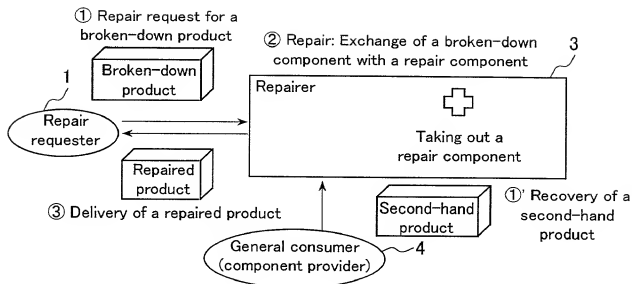 ① Repair request for a
broken-down product
② Repair: Exchange of a broken-down
component with a repair component
3
1
Broken-down
product
Repairer
Repair
requester
Taking out a
repair component
Repaired
product
③ Delivery of a repaired product
Second-hand
product
①' Recovery of a
second-hand
product
General consumer
(component provider)
4